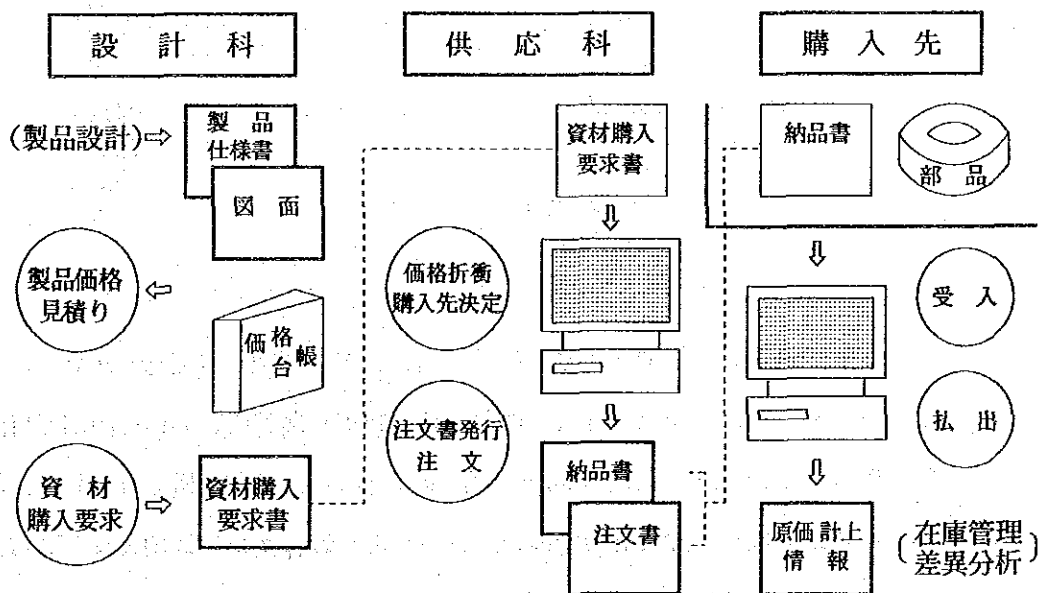 設計科
供応科
購入先
(製品設計)⇨
製品
仕様書
図面
製品価格
見積り
⇦
価格
台帳
資材
購入要求
⇨
資材購入
要求書
資材購入
要求書
⇩
価格折衝
購入先決定
注文書発行
注文
⇩
納品書
注文書
納品書
部品
⇩
受入
払出
⇩
原価計上
情報
(在庫管理
差異分析)